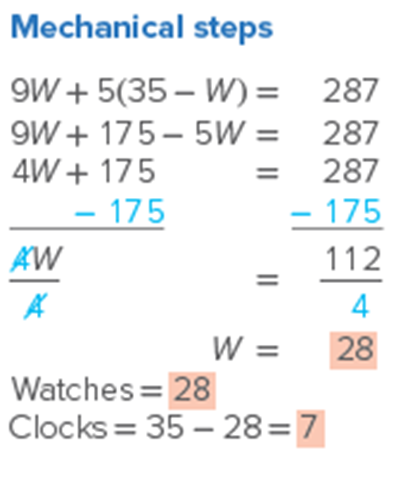 Mechanical steps
9W + 5(35 – W) = 287
9W + 175 – 5W = 287
4W + 175 = 287
– 175 – 175
4W = 112
4 4
W = 28
Watches = 28
Clocks = 35 – 28 = 7